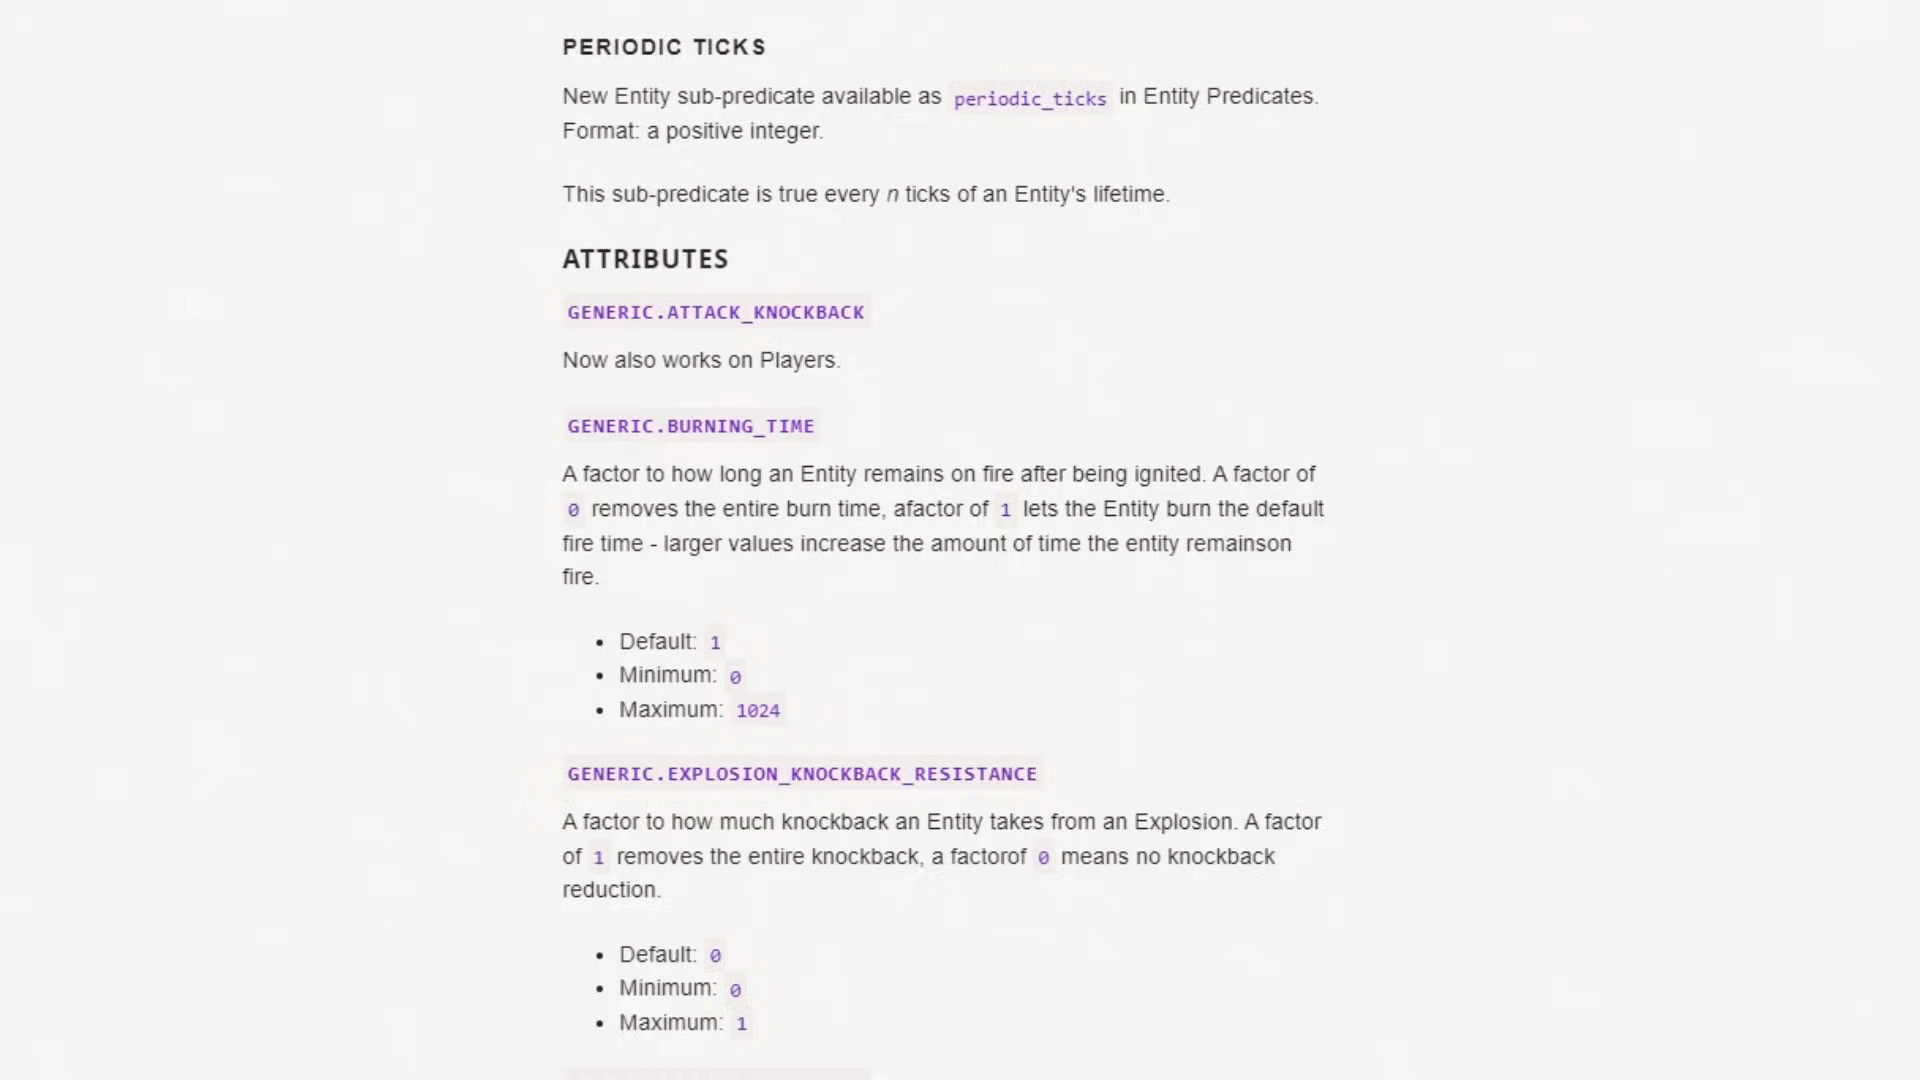 PERIODIC TICKS
New Entity sub-predicate available as periodic_ticks in Entity Predicates.
Format: a positive integer.
This sub-predicate is true every n ticks of an Entity's lifetime.
ATTRIBUTES
GENERIC.ATTACK_KNOCKBACK
Now also works on Players.
GENERIC.BURNING_TIME
A factor to how long an Entity remains on fire after being ignited. A factor of
0 removes the entire burn time, afactor of 1 lets the Entity burn the default
fire time - larger values increase the amount of time the entity remainson
fire.
• Default: 1
• Minimum: 0
• Maximum: 1024
GENERIC.EXPLOSION_KNOCKBACK_RESISTANCE
A factor to how much knockback an Entity takes from an Explosion. A factor
of 1 removes the entire knockback, a factorof 0 means no knockback
reduction.
• Default: 0
• Minimum: 0
• Maximum: 1